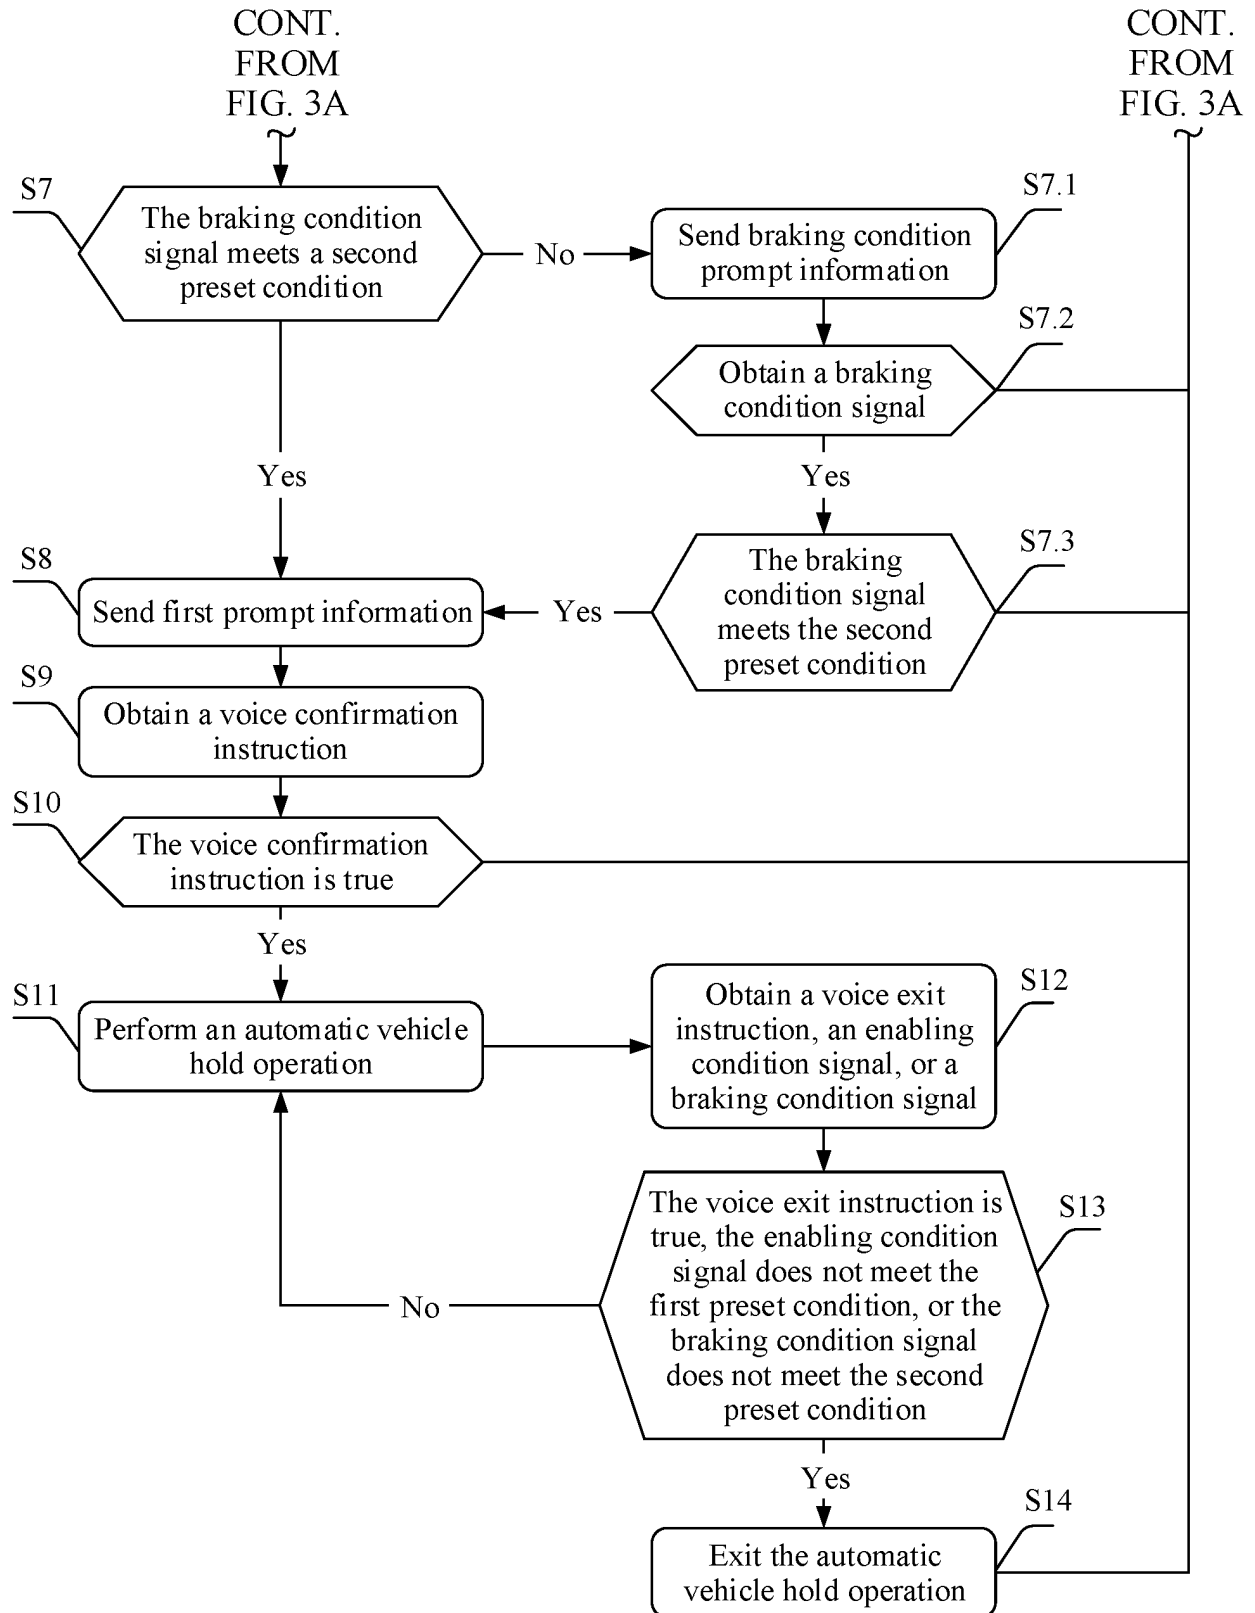 CONT.
FROM
FIG. 3A
CONT.
FROM
FIG. 3A
S7
The braking condition
signal meets a second
preset condition
No
S7.1
Send braking condition
prompt information
S7.2
Obtain a braking
condition signal
Yes
Yes
S7.3
The braking
condition signal
meets the second
preset condition
Yes
S8
Send first prompt information
S9
Obtain a voice confirmation
instruction
S10
The voice confirmation
instruction is true
Yes
S11
Perform an automatic vehicle
hold operation
S12
Obtain a voice exit
instruction, an enabling
condition signal, or a
braking condition signal
S13
The voice exit instruction is
true, the enabling condition
signal does not meet the
first preset condition, or the
braking condition signal
does not meet the second
preset condition
No
Yes
S14
Exit the automatic
vehicle hold operation